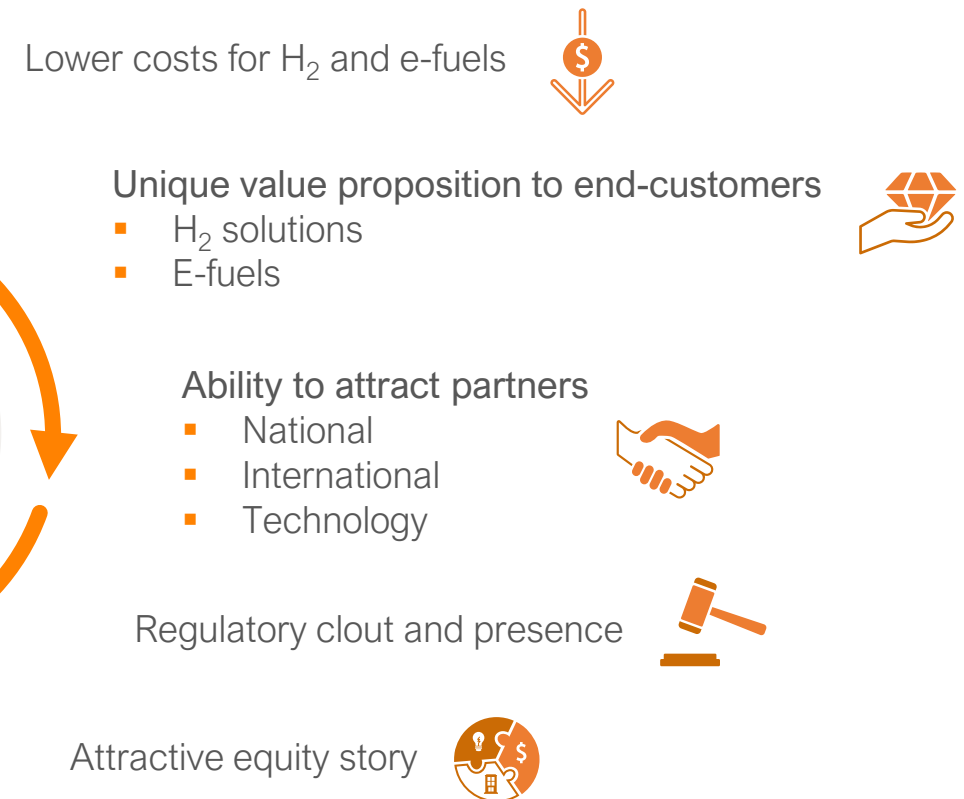 Lower costs for H₂ and e-fuels
$
Unique value proposition to end-customers
▪ H₂ solutions
▪ E-fuels
Ability to attract partners
▪ National
▪ International
▪ Technology
Regulatory clout and presence
Attractive equity story
$